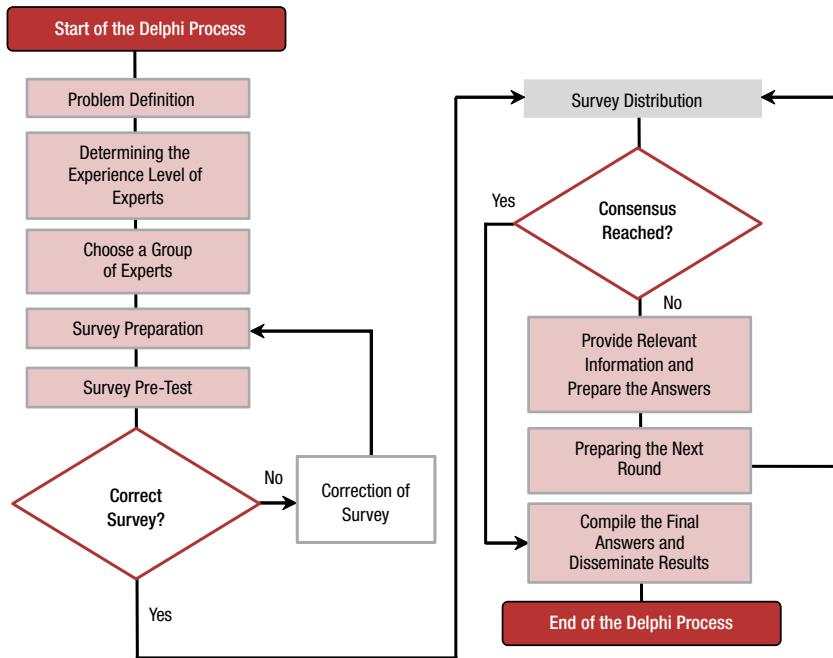 Start of the Delphi Process
Problem Definition
Determining the
Experience Level of
Experts
Choose a Group
of Experts
Survey Preparation
Survey Pre-Test
Correct
Survey?
No
Correction of
Survey
Yes
Survey Distribution
Consensus
Reached?
Yes
No
Provide Relevant
Information and
Prepare the Answers
Preparing the Next
Round
Compile the Final
Answers and
Disseminate Results
End of the Delphi Process